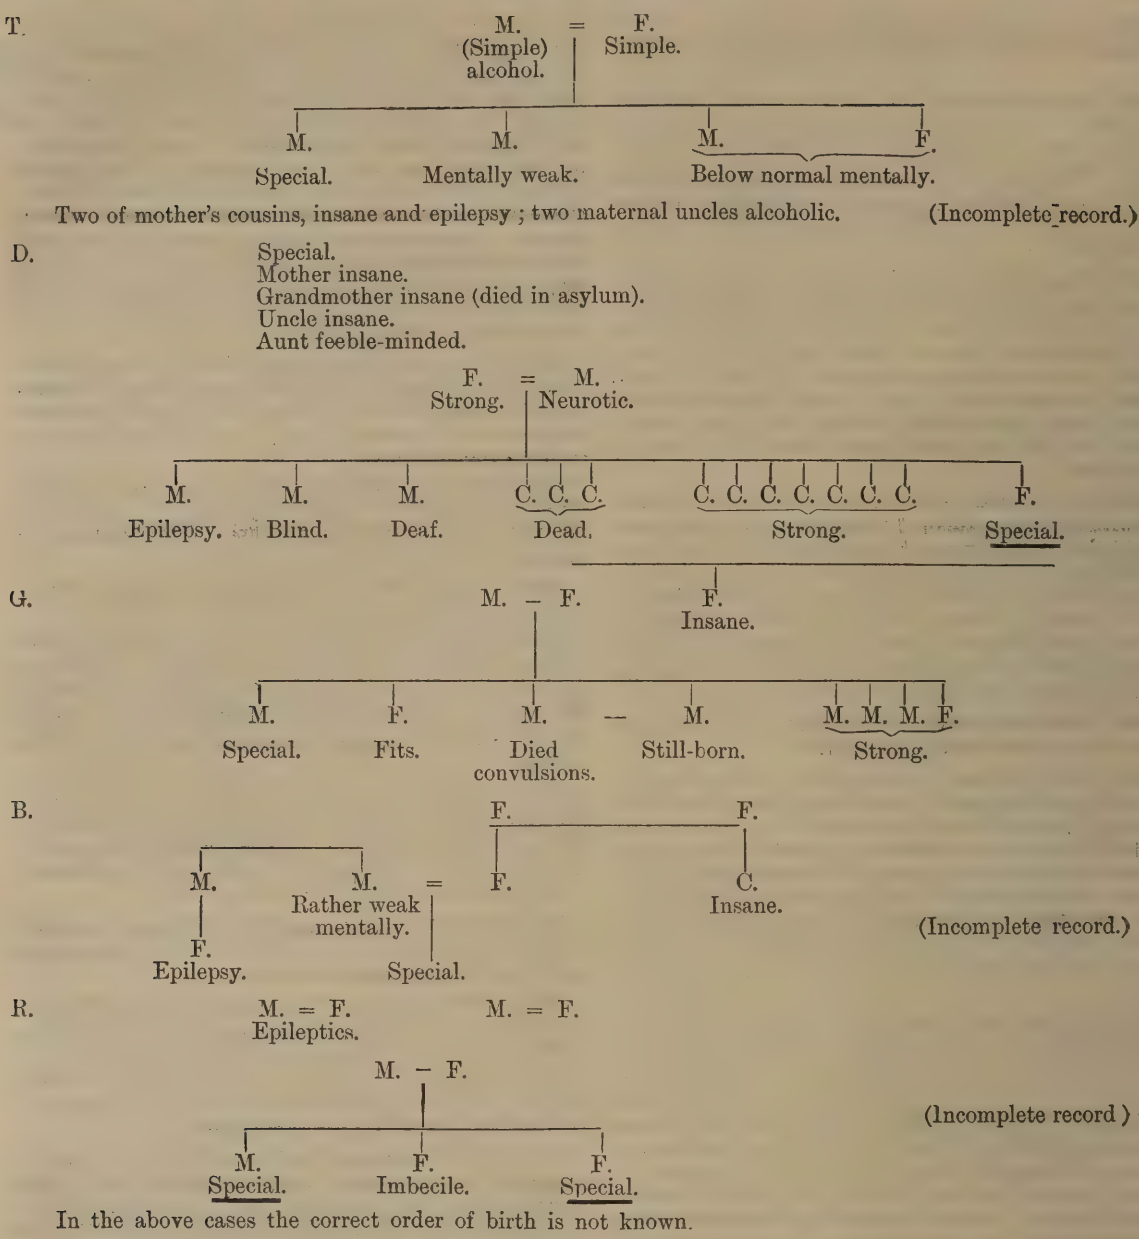 T.
M. = F.
(Simple) Simple.
alcohol.
M. M. M. F.
Special. Mentally weak. Below normal mentally.
Two of mother's cousins, insane and epilepsy ; two maternal uncles alcoholic. (Incomplete record.)
D.
Special.
Mother insane.
Grandmother insane (died in asylum).
Uncle insane.
Aunt feeble-minded.
F. = M.
Strong. Neurotic.
M. M. M. C. C. C. C. C. C. C. C. C. C. F.
Epilepsy. Blind. Deaf. Dead. Strong. Special.
G. M. – F. F.
Insane.
M. F. M. — M. M. M. M. F.
Special. Fits. Died Still-born. Strong.
convulsions.
B. F. F.
M. M. = F. C.
Rather weak Insane.
mentally. (Incomplete record.)
F.
Epilepsy. Special.
R. M. = F. M. = F.
Epileptics.
M. – F.
(Incomplete record )
M. F. F.
Special. Imbecile. Special.
In the above cases the correct order of birth is not known.